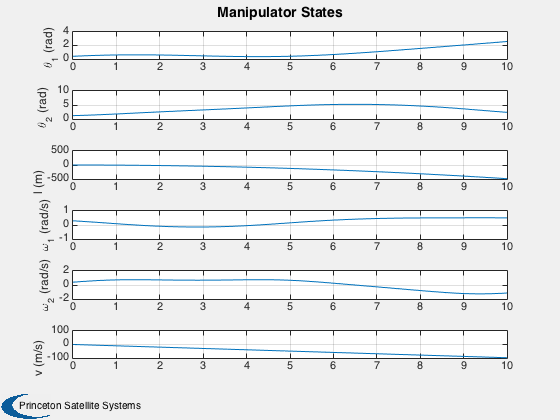 Manipulator States
θ1 (rad)
4
2
0
0 1 2 3 4 5 6 7 8 9 10
θ2 (rad)
10
5
0
0 1 2 3 4 5 6 7 8 9 10
l (m)
500
0
-500
0 1 2 3 4 5 6 7 8 9 10
ω1 (rad/s)
1
0
-1
0 1 2 3 4 5 6 7 8 9 10
ω2 (rad/s)
2
0
-2
0 1 2 3 4 5 6 7 8 9 10
v (m/s)
100
0
-100
0 1 2 3 4 5 6 7 8 9 10
Princeton Satellite Systems